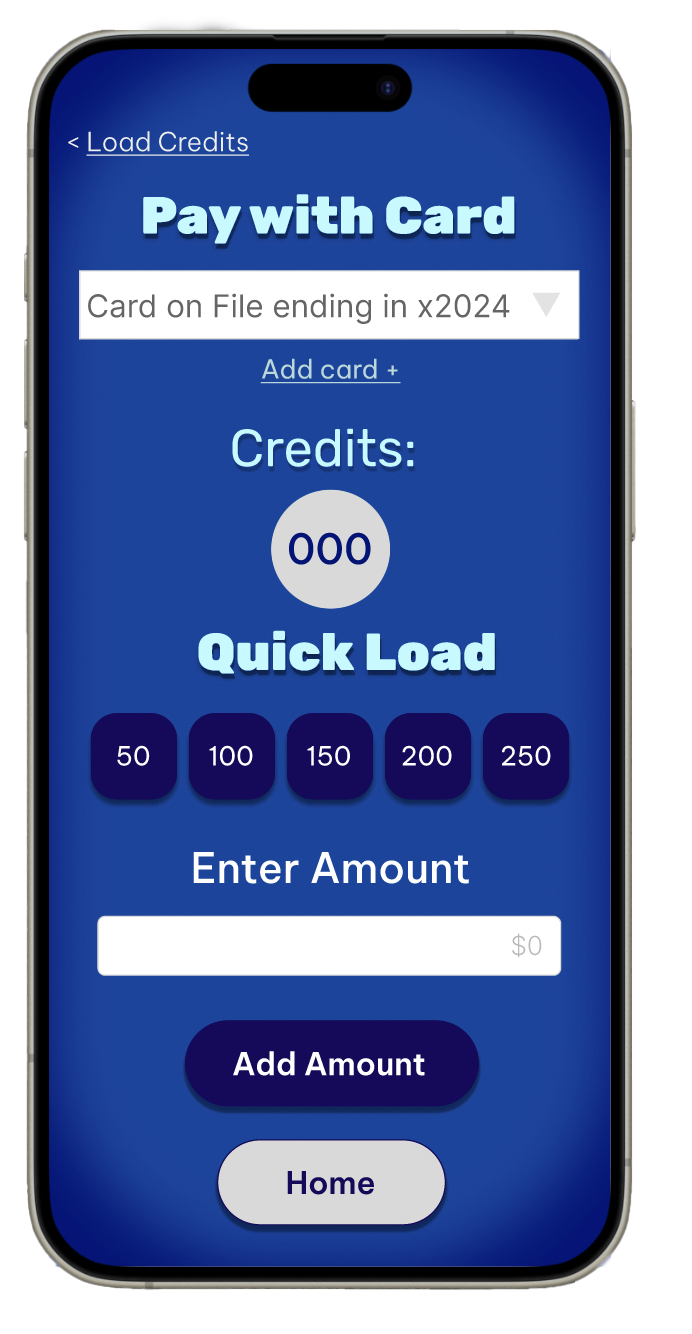 < Load Credits
Pay with Card
Card on File ending in x2024
Add card +
Credits:
000
Quick Load
50 100 150 200 250
Enter Amount
$0
Add Amount
Home